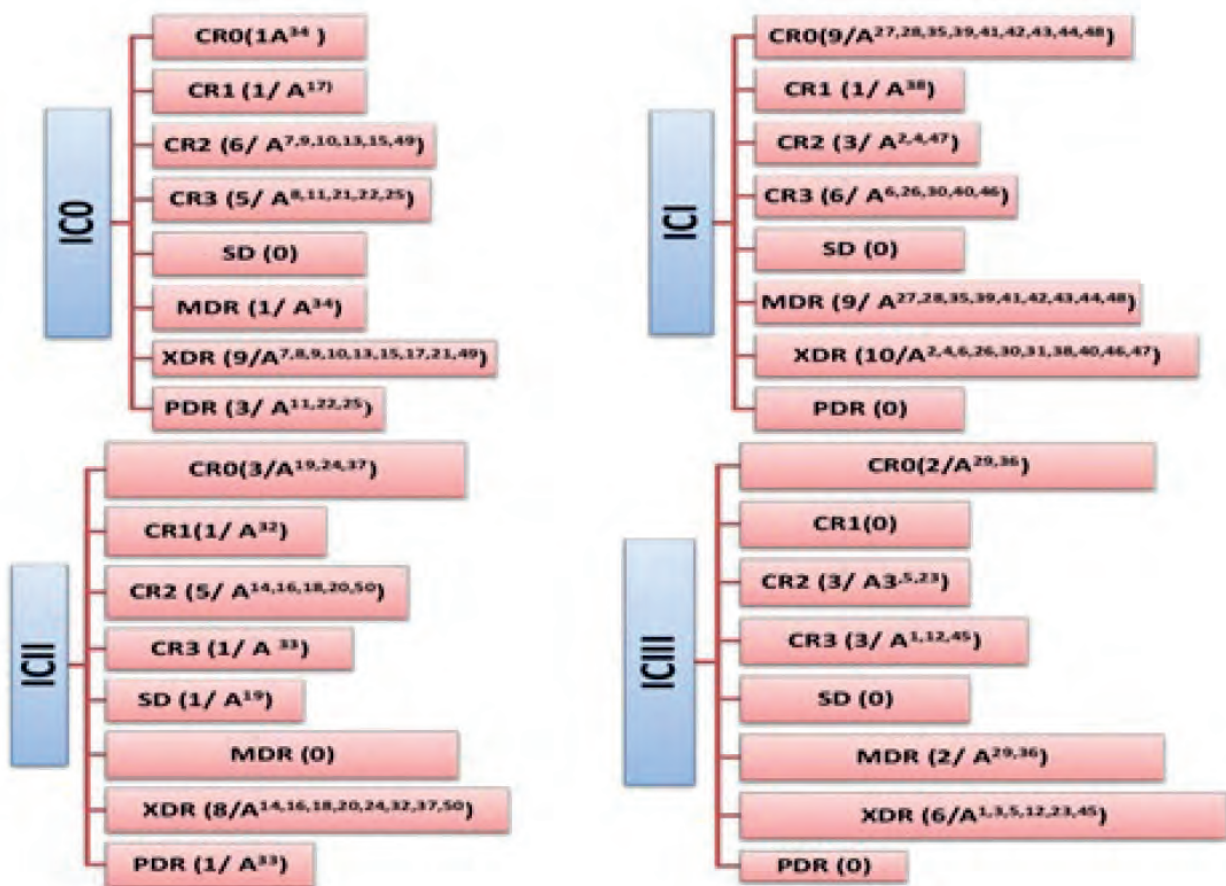 IC0
CR0(1A³⁴ )
CR1 (1/ A¹⁷⁾
CR2 (6/ A⁷,⁹,¹⁰,¹³,¹⁵,⁴⁹)
CR3 (5/ A⁸,¹¹,²¹,²²,²⁵)
SD (0)
MDR (1/ A³⁴)
XDR (9/A⁷,⁸,⁹,¹⁰,¹³,¹⁵,¹⁷,²¹,⁴⁹)
PDR (3/ A¹¹,²²,²⁵)
ICI
CR0(9/A²⁷,²⁸,³⁵,³⁹,⁴¹,⁴²,⁴³,⁴⁴,⁴⁸)
CR1 (1/ A³⁸)
CR2 (3/ A²,⁴,⁴⁷)
CR3 (6/ A⁶,²⁶,³⁰,⁴⁰,⁴⁶)
SD (0)
MDR (9/ A²⁷,²⁸,³⁵,³⁹,⁴¹,⁴²,⁴³,⁴⁴,⁴⁸)
XDR (10/A²,⁴,⁶,²⁶,³⁰,³¹,³⁸,⁴⁰,⁴⁶,⁴⁷)
PDR (0)
ICII
CR0(3/A¹⁹,²⁴,³⁷)
CR1(1/ A³²)
CR2 (5/ A¹⁴,¹⁶,¹⁸,²⁰,⁵⁰)
CR3 (1/ A ³³)
SD (1/ A¹⁹)
MDR (0)
XDR (8/A¹⁴,¹⁶,¹⁸,²⁰,²⁴,³²,³⁷,⁵⁰)
PDR (1/ A³³)
ICIII
CR0(2/A²⁹,³⁶)
CR1(0)
CR2 (3/ A3,⁵,²³)
CR3 (3/ A¹,¹²,⁴⁵)
SD (0)
MDR (2/ A²⁹,³⁶)
XDR (6/A¹,³,⁵,¹²,²³,⁴⁵)
PDR (0)